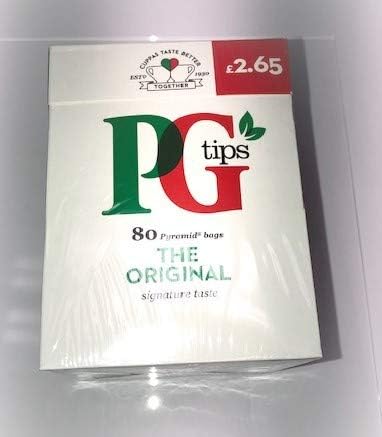 CUPPAS TASTE BETTER
ESTD 1930
TOGETHER
£2.65
PG tips
80 Pyramid® bags
THE
ORIGINAL
signature taste